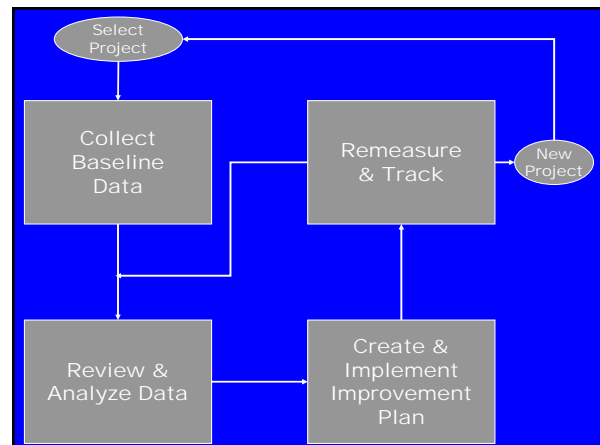 Select
Project
Collect
Baseline
Data
Remeasure
& Track
New
Project
Review &
Analyze Data
Create &
Implement
Improvement
Plan